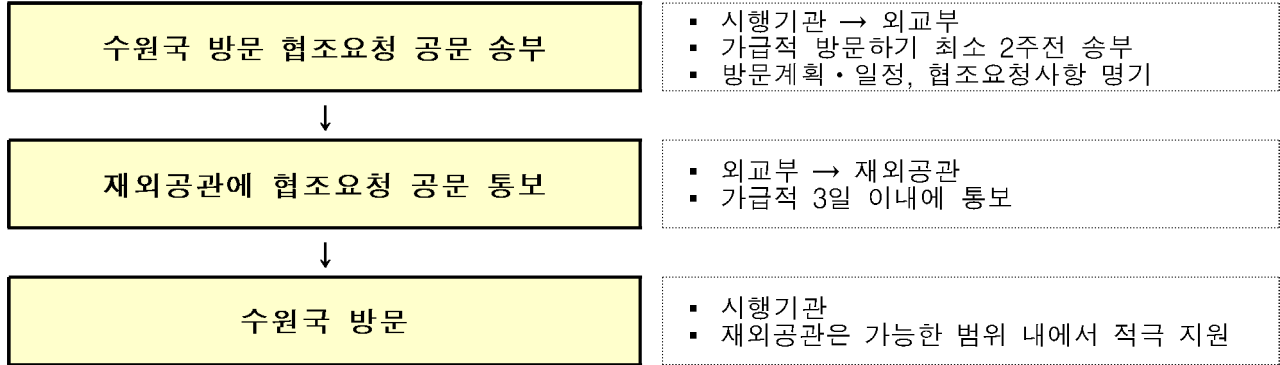 수원국 방문 협조요청 공문 송부
▪ 시행기관 → 외교부
▪ 가급적 방문하기 최소 2주전 송부
▪ 방문계획・일정, 협조요청사항 명기
↓
재외공관에 협조요청 공문 통보
▪ 외교부 → 재외공관
▪ 가급적 3일 이내에 통보
↓
수원국 방문
▪ 시행기관
▪ 재외공관은 가능한 범위 내에서 적극 지원